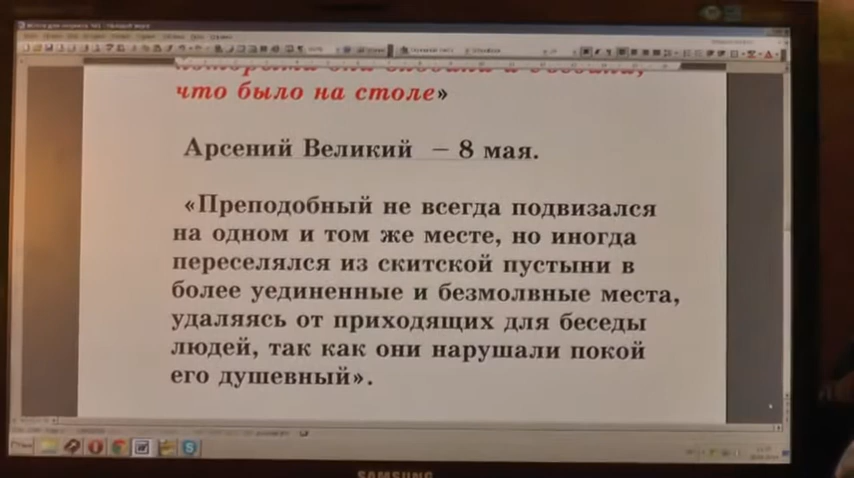 что было на столе»
Арсений Великий – 8 мая.
«Преподобный не всегда подвизался
на одном и том же месте, но иногда
переселялся из скитской пустыни в
более уединенные и безмолвные места,
удаляясь от приходящих для беседы
людей, так как они нарушали покой
его душевный».
SAMSUNG